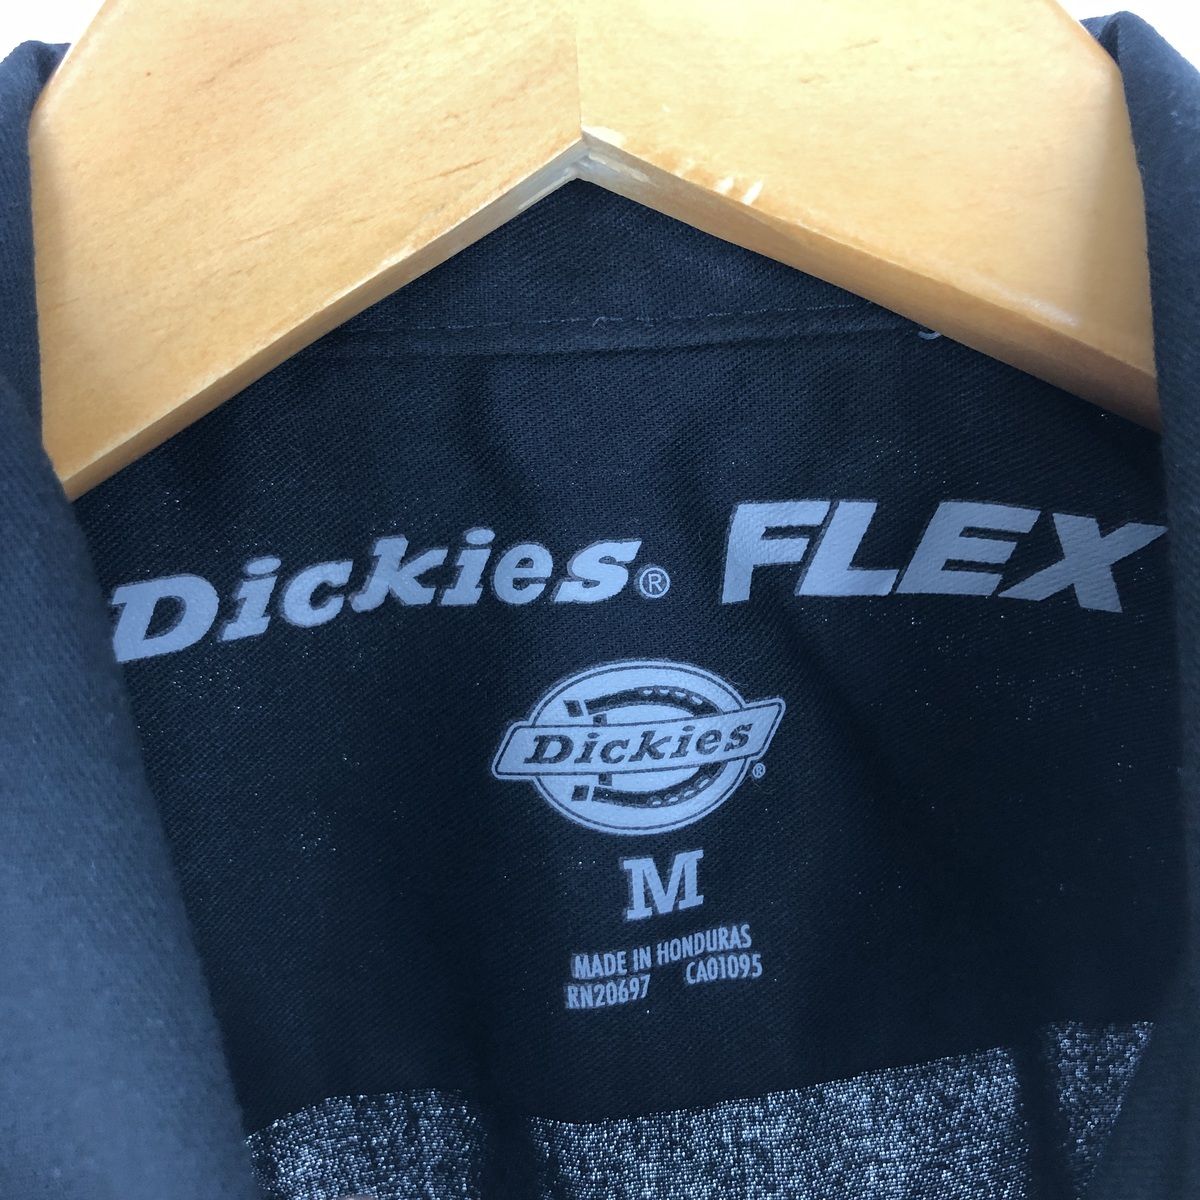 Dickies® FLEX
Dickies®
M
MADE IN HONDURAS
RN20697 CA01095